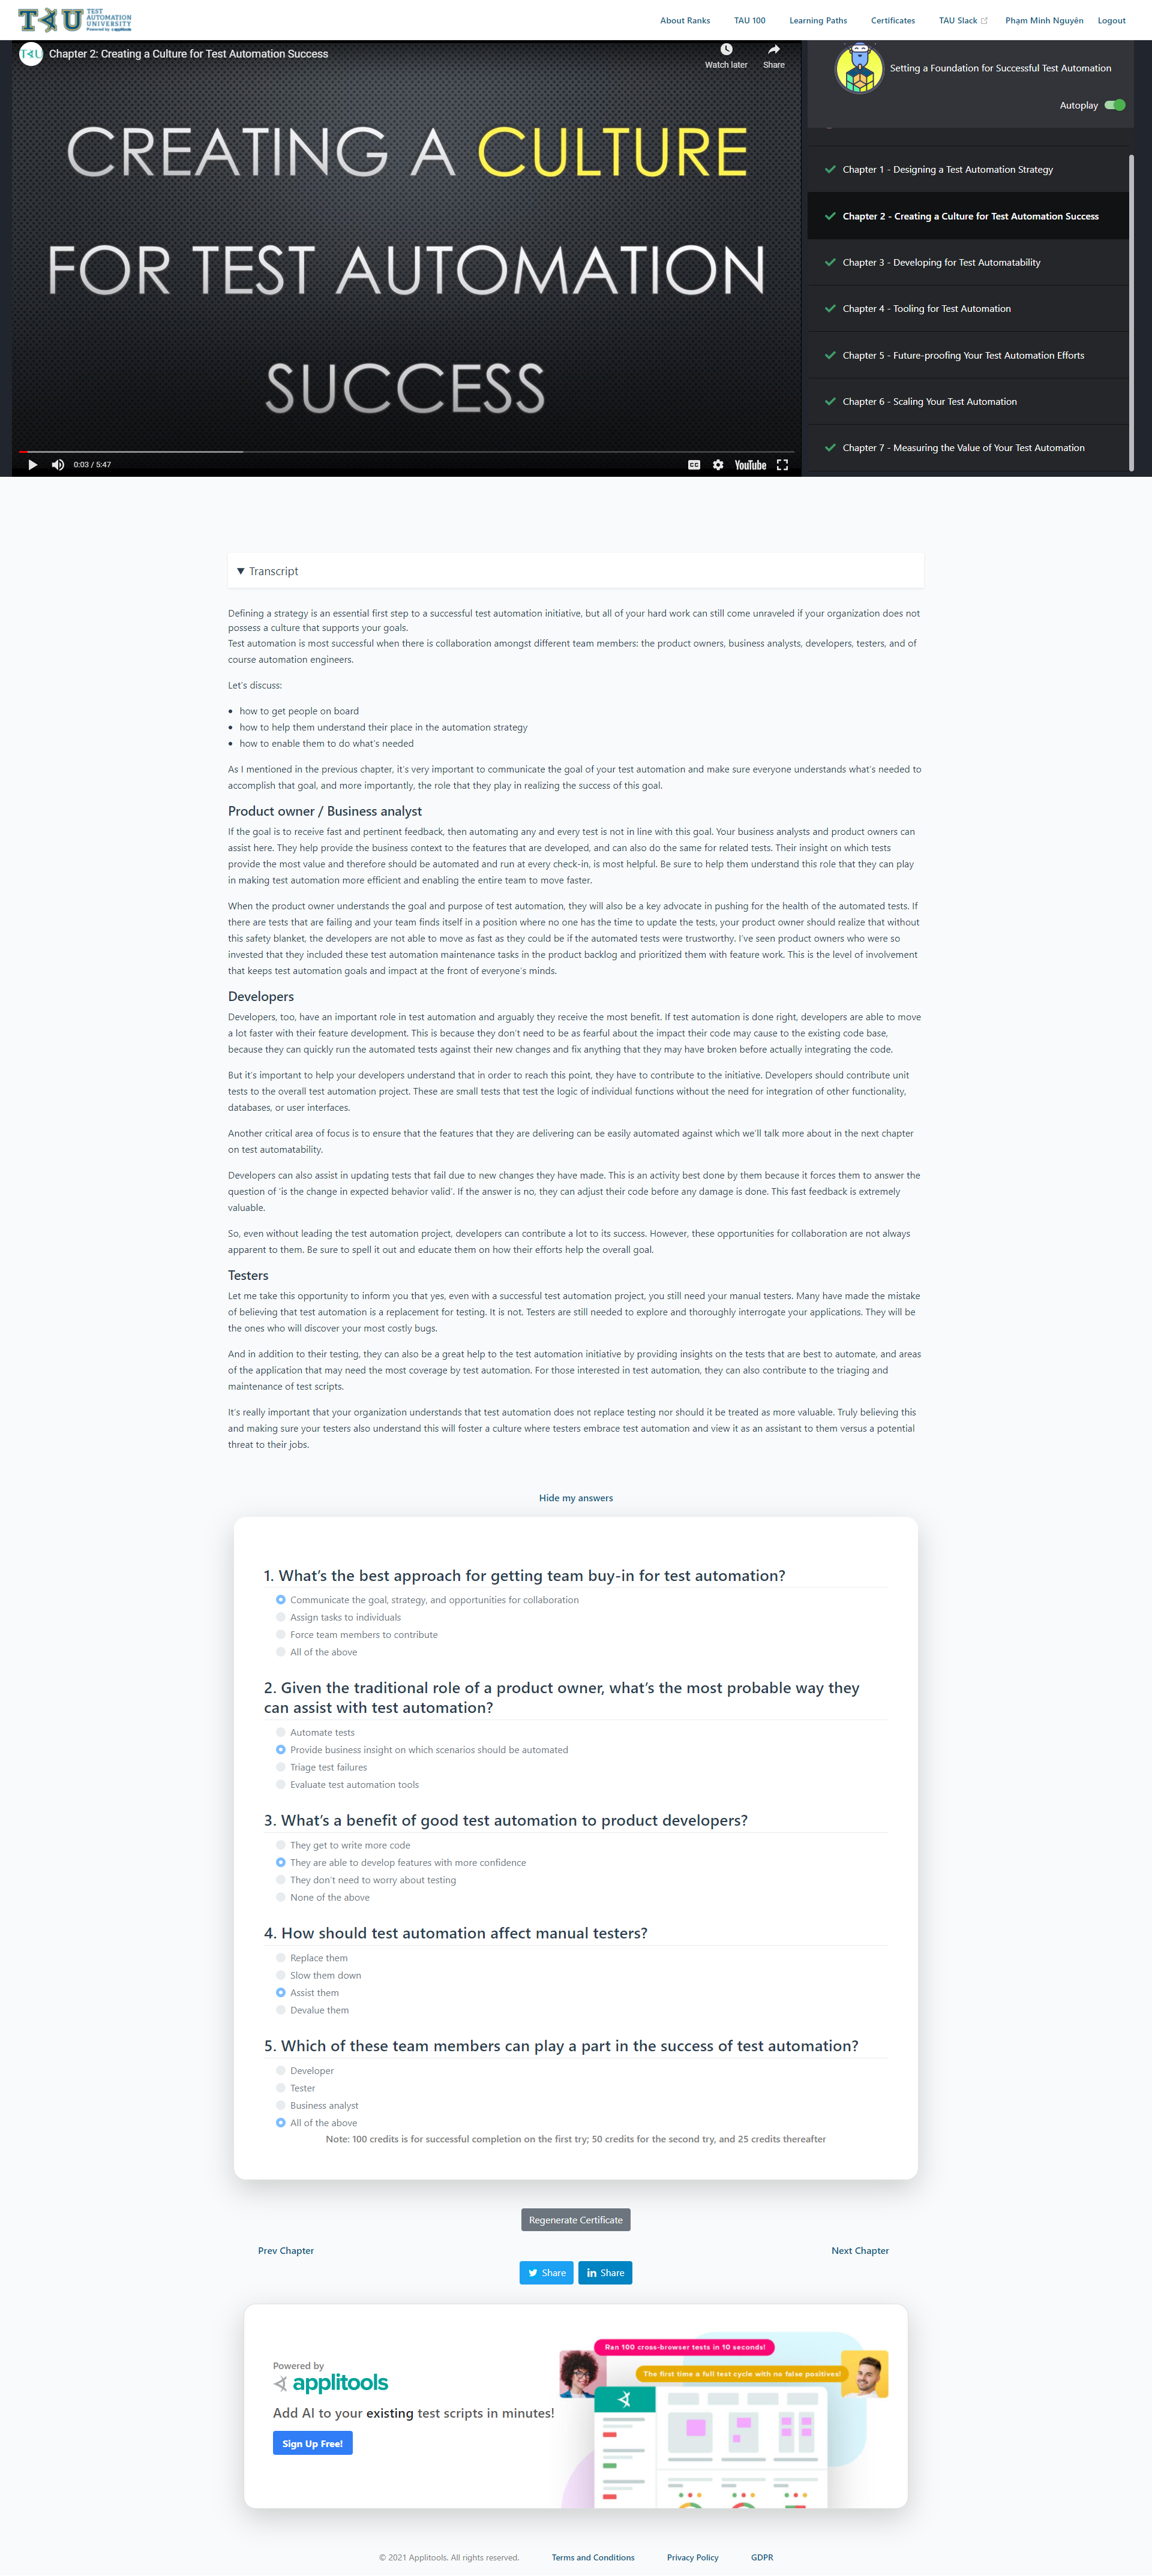 TAU TEST AUTOMATION UNIVERSITY Powered by applitools
About Ranks
TAU 100
Learning Paths
Certificates
TAU Slack
Phạm Minh Nguyên
Logout
TAU
Chapter 2: Creating a Culture for Test Automation Success
Watch later
Share
CREATING A CULTURE
FOR TEST AUTOMATION
SUCCESS
0:03 / 5:47
CC
YouTube
Setting a Foundation for Successful Test Automation
Autoplay
Chapter 1 - Designing a Test Automation Strategy
Chapter 2 - Creating a Culture for Test Automation Success
Chapter 3 - Developing for Test Automatability
Chapter 4 - Tooling for Test Automation
Chapter 5 - Future-proofing Your Test Automation Efforts
Chapter 6 - Scaling Your Test Automation
Chapter 7 - Measuring the Value of Your Test Automation
Transcript
Defining a strategy is an essential first step to a successful test automation initiative, but all of your hard work can still come unraveled if your organization does not
possess a culture that supports your goals.
Test automation is most successful when there is collaboration amongst different team members: the product owners, business analysts, developers, testers, and of
course automation engineers.
Let's discuss:
• how to get people on board
• how to help them understand their place in the automation strategy
• how to enable them to do what's needed
As I mentioned in the previous chapter, it's very important to communicate the goal of your test automation and make sure everyone understands what's needed to
accomplish that goal, and more importantly, the role that they play in realizing the success of this goal.
Product owner / Business analyst
If the goal is to receive fast and pertinent feedback, then automating any and every test is not in line with this goal. Your business analysts and product owners can
assist here. They help provide the business context to the features that are developed, and can also do the same for related tests. Their insight on which tests
provide the most value and therefore should be automated and run at every check-in, is most helpful. Be sure to help them understand this role that they can play
in making test automation more efficient and enabling the entire team to move faster.
When the product owner understands the goal and purpose of test automation, they will also be a key advocate in pushing for the health of the automated tests. If
there are tests that are failing and your team finds itself in a position where no one has the time to update the tests, your product owner should realize that without
this safety blanket, the developers are not able to move as fast as they could be if the automated tests were trustworthy. I've seen product owners who were so
invested that they included these test automation maintenance tasks in the product backlog and prioritized them with feature work. This is the level of involvement
that keeps test automation goals and impact at the front of everyone's minds.
Developers
Developers, too, have an important role in test automation and arguably they receive the most benefit. If test automation is done right, developers are able to move
a lot faster with their feature development. This is because they don't need to be as fearful about the impact their code may cause to the existing code base,
because they can quickly run the automated tests against their new changes and fix anything that they may have broken before actually integrating the code.
But it's important to help your developers understand that in order to reach this point, they have to contribute to the initiative. Developers should contribute unit
tests to the overall test automation project. These are small tests that test the logic of individual functions without the need for integration of other functionality,
databases, or user interfaces.
Another critical area of focus is to ensure that the features that they are delivering can be easily automated against which we'll talk more about in the next chapter
on test automatability.
Developers can also assist in updating tests that fail due to new changes they have made. This is an activity best done by them because it forces them to answer the
question of 'is the change in expected behavior valid'. If the answer is no, they can adjust their code before any damage is done. This fast feedback is extremely
valuable.
So, even without leading the test automation project, developers can contribute a lot to its success. However, these opportunities for collaboration are not always
apparent to them. Be sure to spell it out and educate them on how their efforts help the overall goal.
Testers
Let me take this opportunity to inform you that yes, even with a successful test automation project, you still need your manual testers. Many have made the mistake
of believing that test automation is a replacement for testing. It is not. Testers are still needed to explore and thoroughly interrogate your applications. They will be
the ones who will discover your most costly bugs.
And in addition to their testing, they can also be a great help to the test automation initiative by providing insights on the tests that are best to automate, and areas
of the application that may need the most coverage by test automation. For those interested in test automation, they can also contribute to the triaging and
maintenance of test scripts.
It's really important that your organization understands that test automation does not replace testing nor should it be treated as more valuable. Truly believing this
and making sure your testers also understand this will foster a culture where testers embrace test automation and view it as an assistant to them versus a potential
threat to their jobs.
Hide my answers
1. What's the best approach for getting team buy-in for test automation?
Communicate the goal, strategy, and opportunities for collaboration
Assign tasks to individuals
Force team members to contribute
All of the above
2. Given the traditional role of a product owner, what's the most probable way they
can assist with test automation?
Automate tests
Provide business insight on which scenarios should be automated
Triage test failures
Evaluate test automation tools
3. What's a benefit of good test automation to product developers?
They get to write more code
They are able to develop features with more confidence
They don't need to worry about testing
None of the above
4. How should test automation affect manual testers?
Replace them
Slow them down
Assist them
Devalue them
5. Which of these team members can play a part in the success of test automation?
Developer
Tester
Business analyst
All of the above
Note: 100 credits is for successful completion on the first try; 50 credits for the second try, and 25 credits thereafter
Regenerate Certificate
Prev Chapter
Next Chapter
Share
in Share
Ran 100 cross-browser tests in 10 seconds!
The first time a full test cycle with no false positives!
Powered by
applitools
Add AI to your existing test scripts in minutes!
Sign Up Free!
© 2021 Applitools. All rights reserved.
Terms and Conditions
Privacy Policy
GDPR